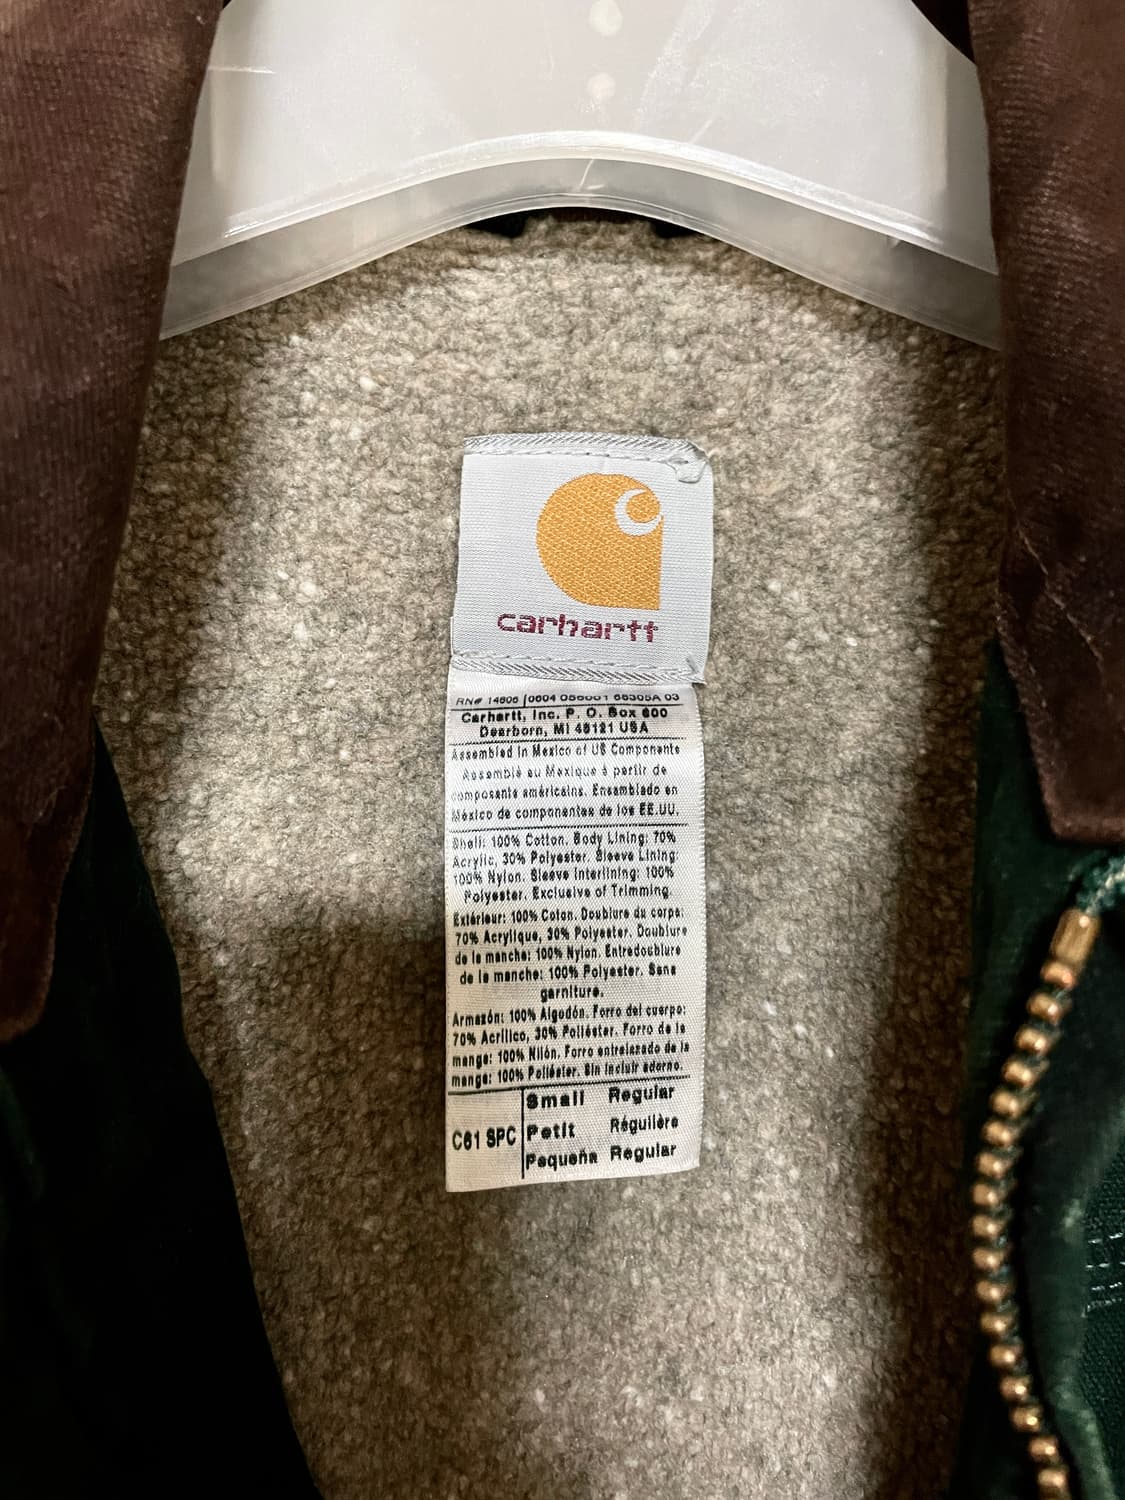 carhartt
RN# 14806 0604 056001 66305A 03
Carhartt, Inc. P. O. Box 600
Dearborn, MI 48121 USA
Assembled in Mexico of US Components
Assemblé au Mexique à partir de
composants américains. Ensamblado en
México de componentes de los EE.UU.
Shell: 100% Cotton. Body Lining: 70%
Acrylic, 30% Polyester. Sleeve Lining:
100% Nylon. Sleeve Interlining: 100%
Polyester. Exclusive of Trimming.
Extérieur: 100% Coton. Doublure du corps:
70% Acrylique, 30% Polyester. Doublure
de la manche: 100% Nylon. Entredoublure
de la manche: 100% Polyester. Sans
garniture.
Armazón: 100% Algodón. Forro del cuerpo:
70% Acrílico, 30% Poliéster. Forro de la
manga: 100% Nilón. Forro entrelazado de la
manga: 100% Poliéster. Sin incluir adorno.
C61 SPC
Small Regular
Petit Régulière
Pequeña Regular